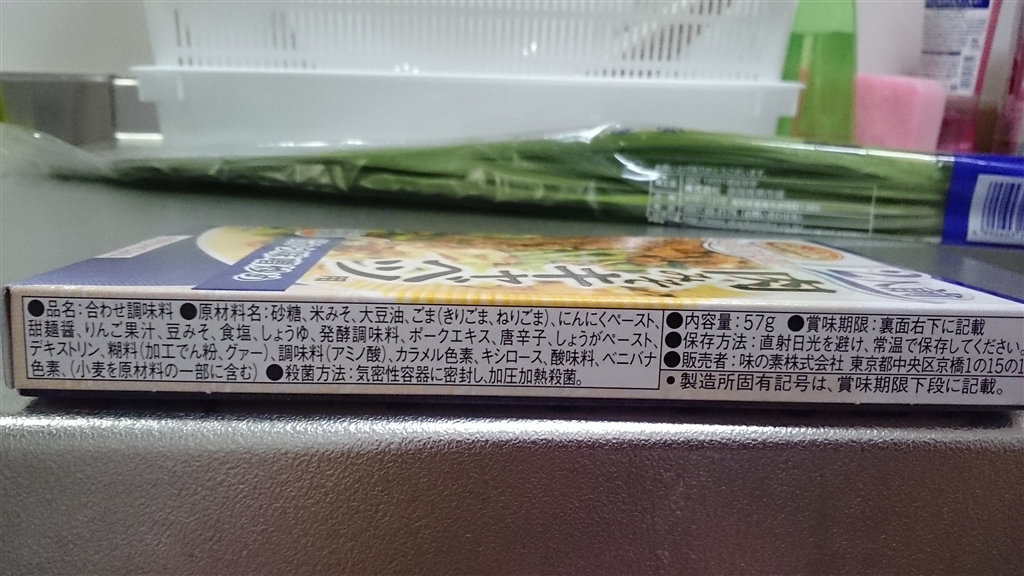 肉みそキャベツ用
●品名:合わせ調味料 ●原材料名:砂糖、米みそ、大豆油、ごま(きりごま、ねりごま)、にんにくペースト、
甜麺醤、りんご果汁、豆みそ、食塩、しょうゆ、発酵調味料、ポークエキス、唐辛子、しょうがペースト、
デキストリン、糊料(加工でん粉、グァー)、調味料(アミノ酸)、カラメル色素、キシロース、酸味料、ベニバナ
色素、(小麦を原材料の一部に含む) ●殺菌方法:気密性容器に密封し、加圧加熱殺菌。
●内容量:57g ●賞味期限:裏面右下に記載
●保存方法:直射日光を避け、常温で保存してください。
●販売者:味の素株式会社 東京都中央区京橋1の15の1
•製造所固有記号は、賞味期限下段に記載。